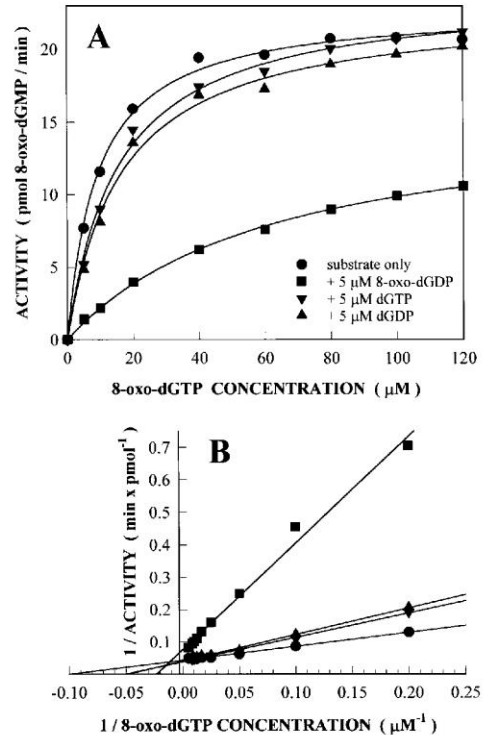 A
20
15
10
5
0
ACTIVITY ( pmol 8-oxo-dGMP / min )
● substrate only
■ + 5 μM 8-oxo-dGDP
▼ + 5 μM dGTP
▲ + 5 μM dGDP
0 20 40 60 80 100 120
8-oxo-dGTP CONCENTRATION ( μM )
B
0.7
0.6
0.5
0.4
0.3
0.2
0.1
1 / ACTIVITY ( min x pmol⁻¹ )
-0.10 -0.05 0.00 0.05 0.10 0.15 0.20 0.25
1 / 8-oxo-dGTP CONCENTRATION ( μM⁻¹ )